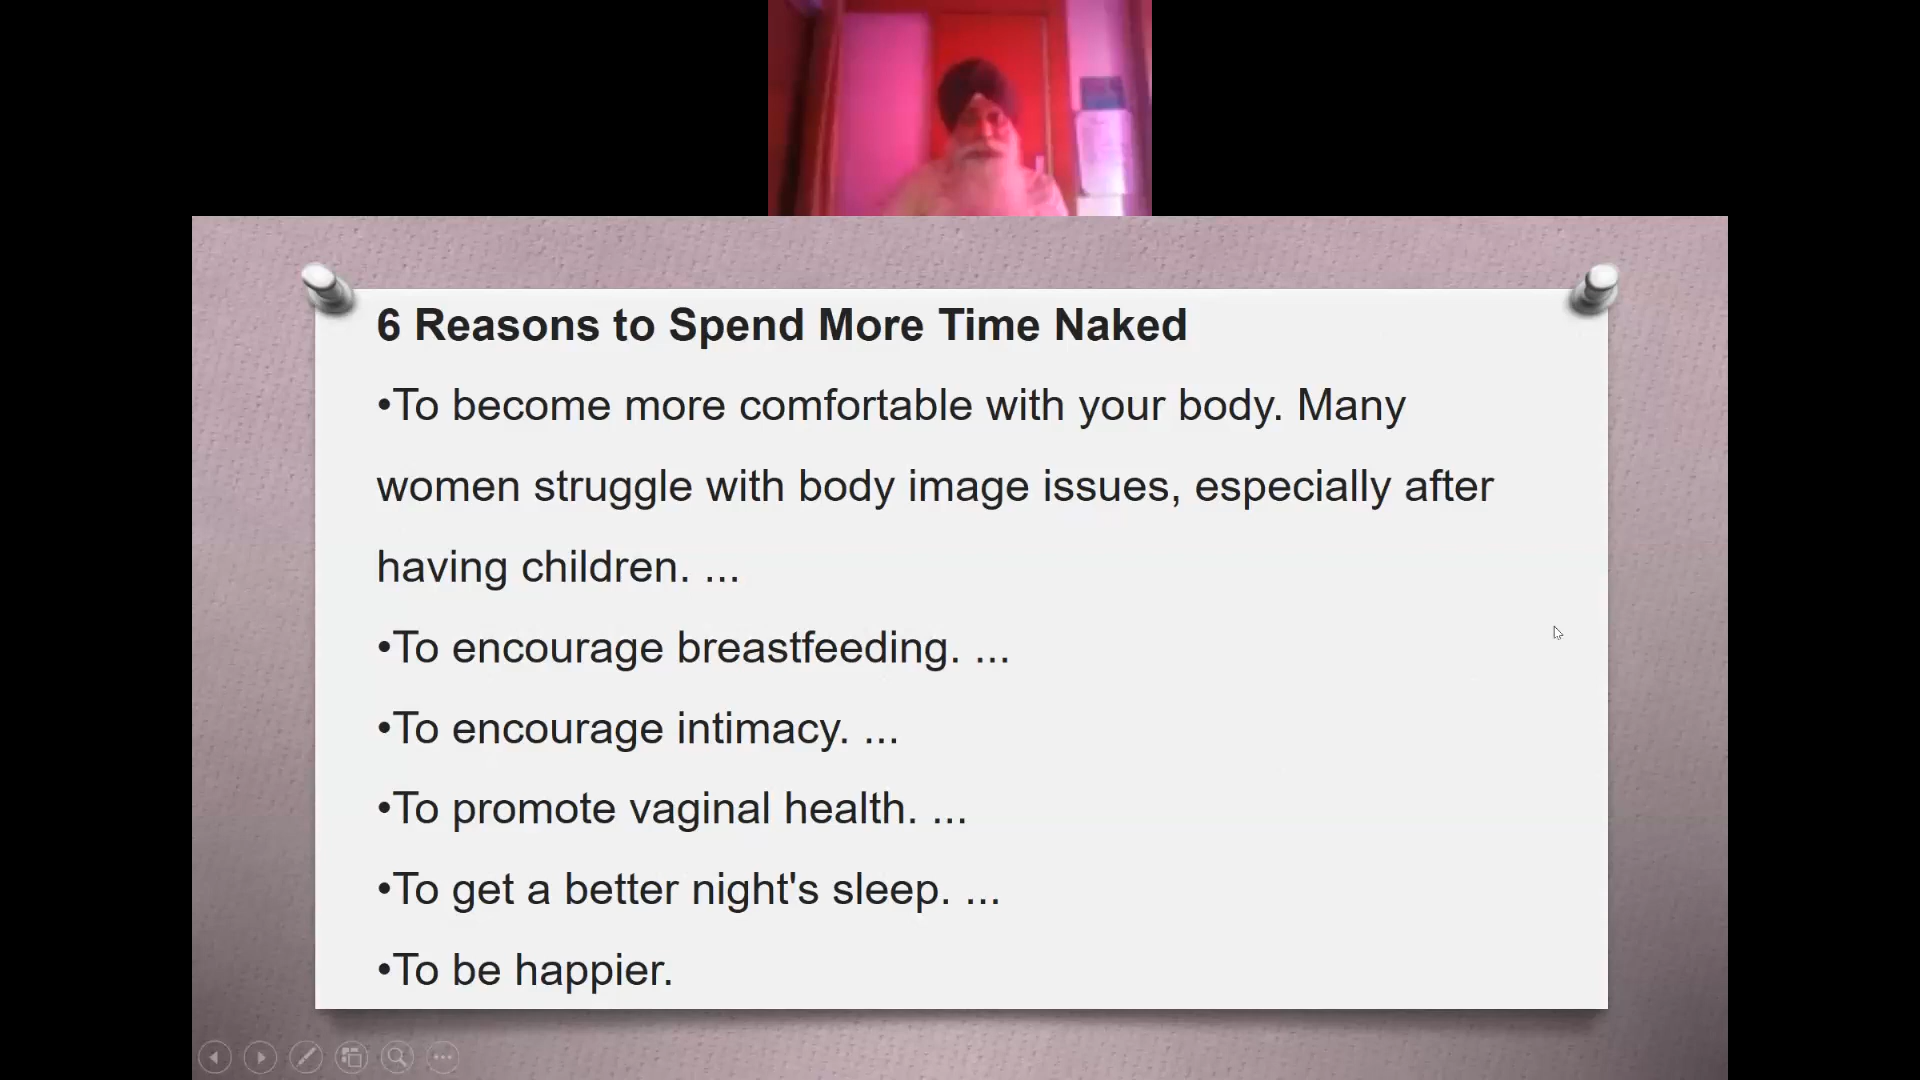 6 Reasons to Spend More Time Naked
•To become more comfortable with your body. Many
women struggle with body image issues, especially after
having children. ...
•To encourage breastfeeding. ...
•To encourage intimacy. ...
•To promote vaginal health. ...
•To get a better night's sleep. ...
•To be happier.